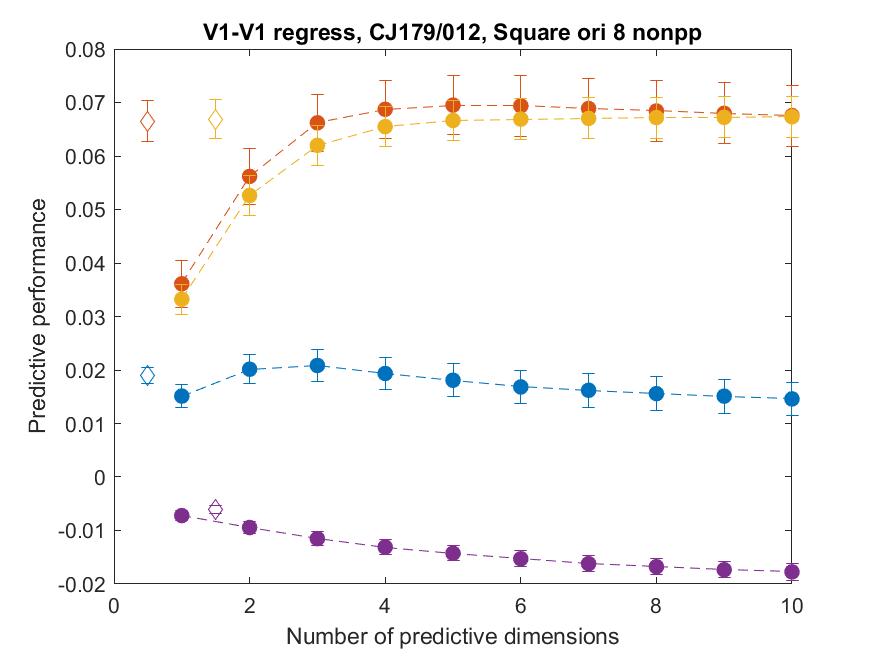 V1-V1 regress, CJ179/012, Square ori 8 nonpp
0.08
0.07
0.06
0.05
0.04
0.03
0.02
0.01
0
-0.01
-0.02
Predictive performance
0 2 4 6 8 10
Number of predictive dimensions